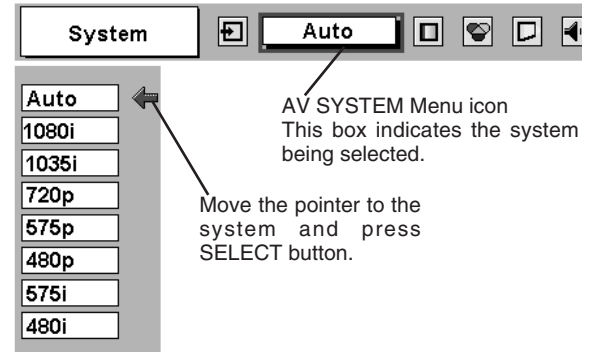 System
Auto
AV SYSTEM Menu icon
This box indicates the system
being selected.
Auto
1080i
1035i
720p
575p
480p
575i
480i
Move the pointer to the
system and press
SELECT button.